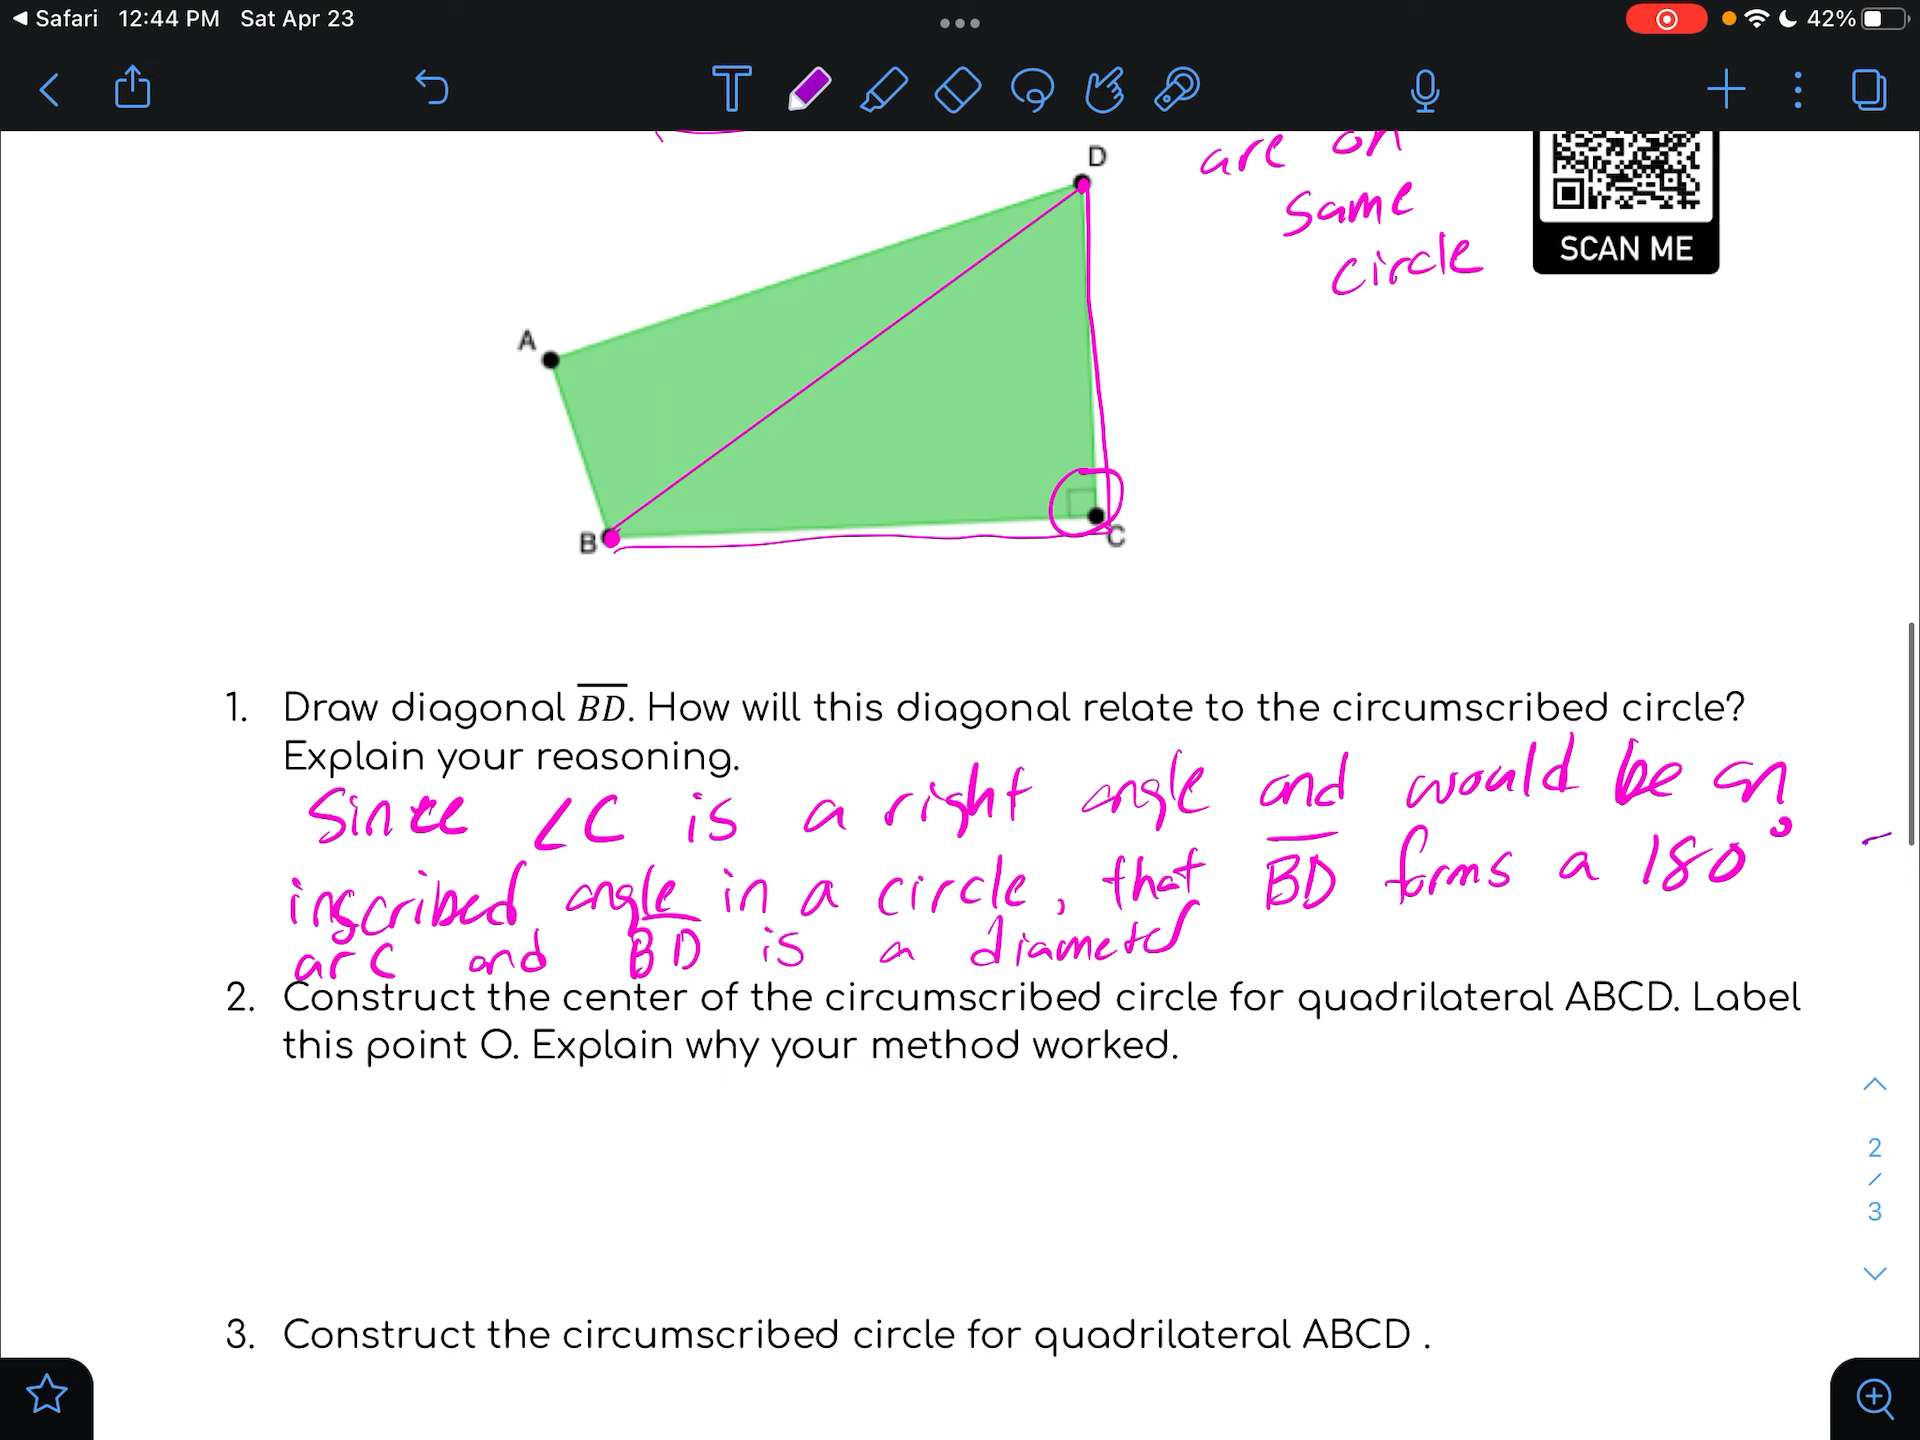 Safari 12:44 PM Sat Apr 23 42%
are on
same
circle
SCAN ME
D
A
B
C
1. Draw diagonal BD. How will this diagonal relate to the circumscribed circle?
Explain your reasoning.
Since ∠C is a right angle and would be an
inscribed angle in a circle, that BD forms a 180°
arc and BD is a diameter
2. Construct the center of the circumscribed circle for quadrilateral ABCD. Label
this point O. Explain why your method worked.
2
/
3
3. Construct the circumscribed circle for quadrilateral ABCD .